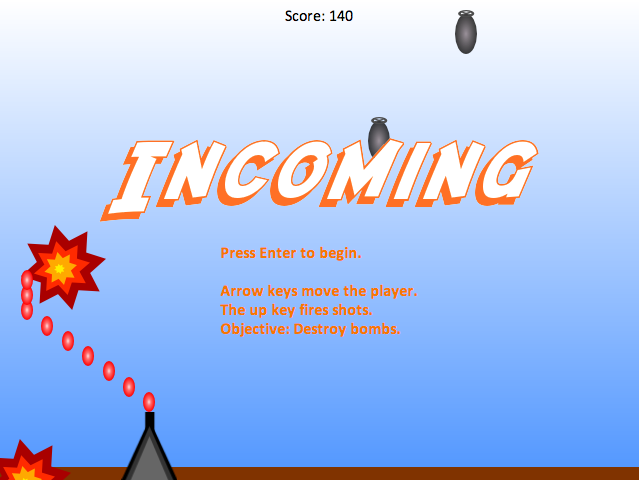 Score: 140
INCOMING
Press Enter to begin.
Arrow keys move the player.
The up key fires shots.
Objective: Destroy bombs.